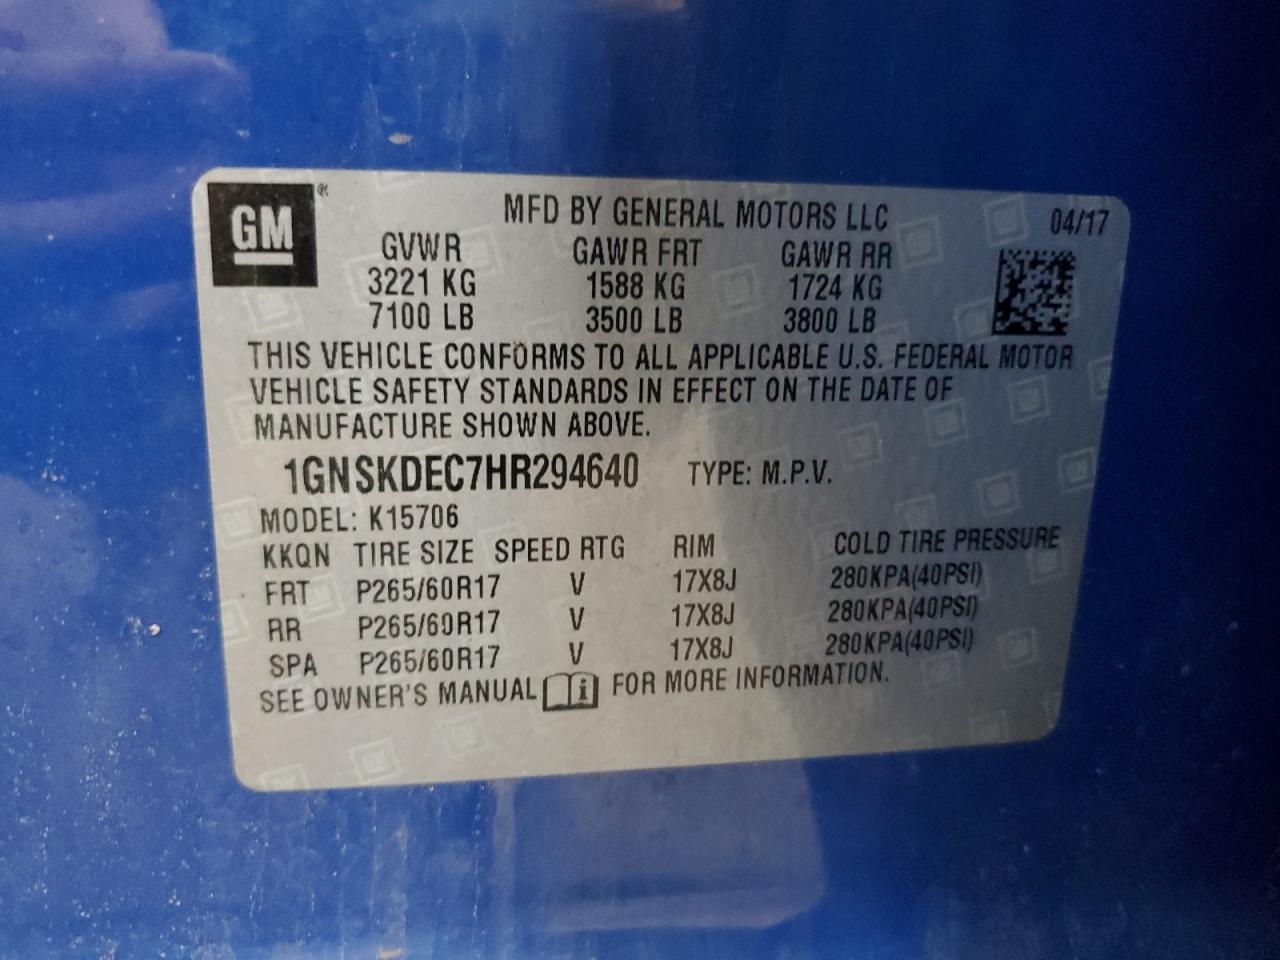 GM ®
MFD BY GENERAL MOTORS LLC 04/17
GVWR GAWR FRT GAWR RR
3221 KG 1588 KG 1724 KG
7100 LB 3500 LB 3800 LB
THIS VEHICLE CONFORMS TO ALL APPLICABLE U.S. FEDERAL MOTOR
VEHICLE SAFETY STANDARDS IN EFFECT ON THE DATE OF
MANUFACTURE SHOWN ABOVE.
1GNSKDEC7HR294640 TYPE: M.P.V.
MODEL: K15706
KKQN TIRE SIZE SPEED RTG RIM COLD TIRE PRESSURE
FRT P265/60R17 V 17X8J 280KPA(40PSI)
RR P265/60R17 V 17X8J 280KPA(40PSI)
SPA P265/60R17 V 17X8J 280KPA(40PSI)
SEE OWNER'S MANUAL i FOR MORE INFORMATION.